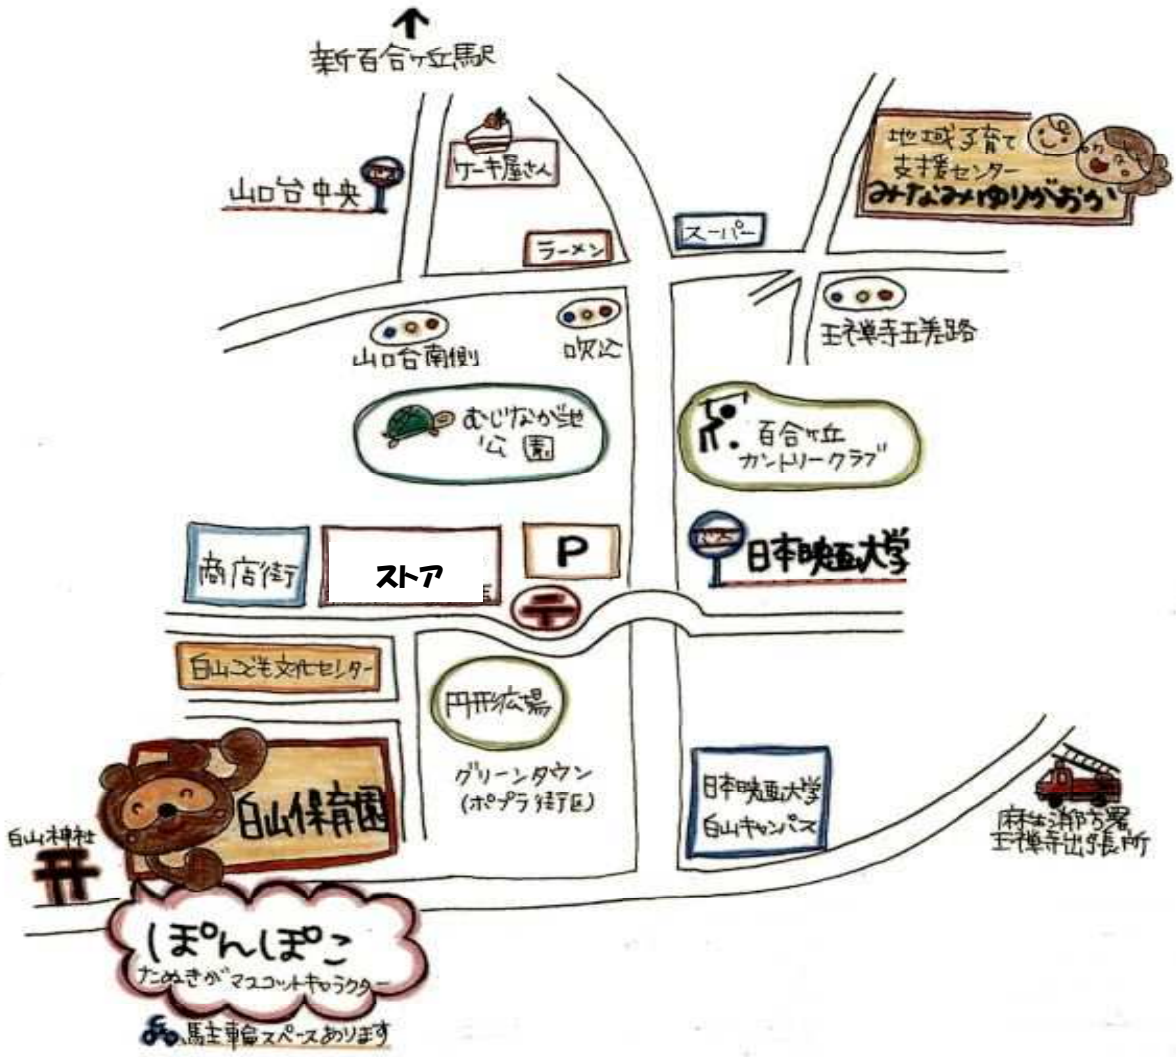 新百合ヶ丘駅
ケーキ屋さん
山口台中央
バス
地域子育て
支援センター
みなみゆりがおか
ラーメン
スーパー
山口台南側
吹込
王禅寺五差路
むじなが池
公園
百合ヶ丘
カントリークラブ
商店街
ストア
P
〒
バス
日本映画大学
白山こども文化センター
円形広場
グリーンタウン
(ポプラ街区)
白山保育園
日本映画大学
白山キャンパス
白山神社
麻生消防署
王禅寺出張所
ぽんぽこ
たぬきがマスコットキャラクター
駐輪スペースあります